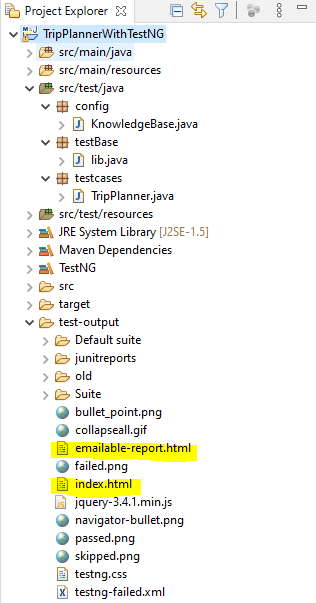 Project Explorer
TripPlannerWithTestNG
src/main/java
src/main/resources
src/test/java
config
KnowledgeBase.java
testBase
lib.java
testcases
TripPlanner.java
src/test/resources
JRE System Library [J2SE-1.5]
Maven Dependencies
TestNG
src
target
test-output
Default suite
junitreports
old
Suite
bullet_point.png
collapseall.gif
emailable-report.html
failed.png
index.html
jquery-3.4.1.min.js
navigator-bullet.png
passed.png
skipped.png
testng.css
testng-failed.xml